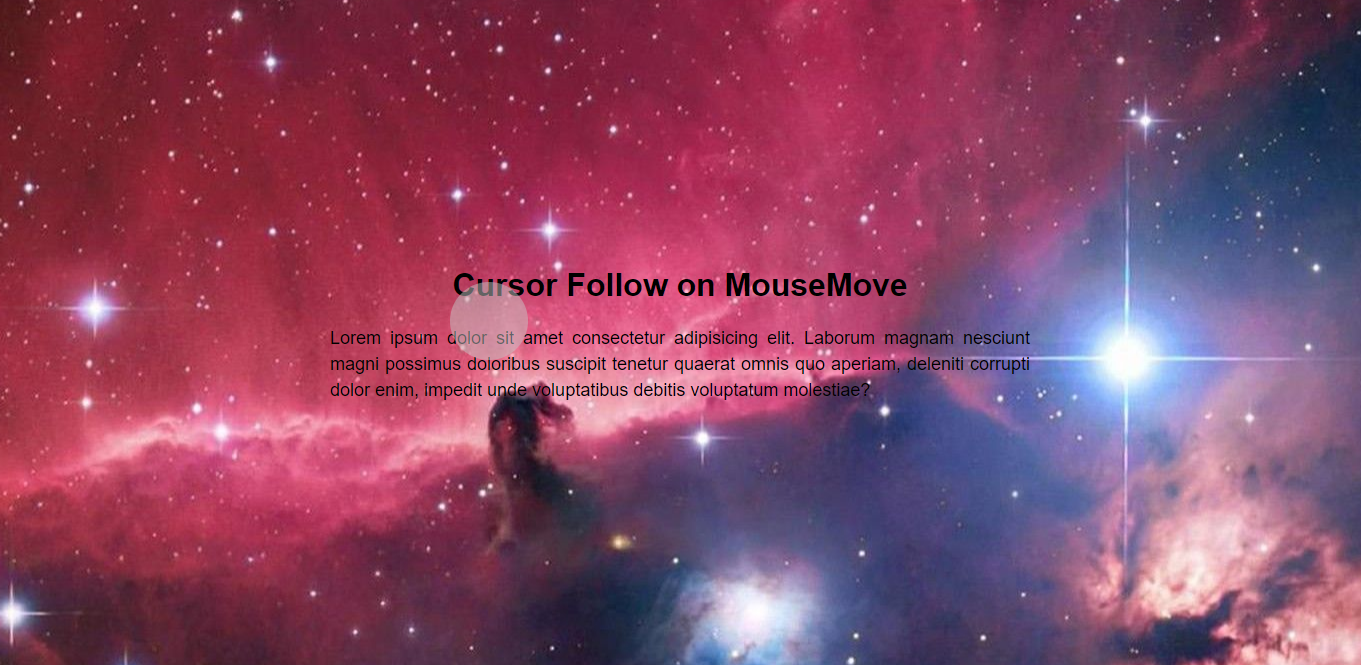 Cursor Follow on MouseMove
Lorem ipsum dolor sit amet consectetur adipisicing elit. Laborum magnam nesciunt
magni possimus doloribus suscipit tenetur quaerat omnis quo aperiam, deleniti corrupti
dolor enim, impedit unde voluptatibus debitis voluptatum molestiae?